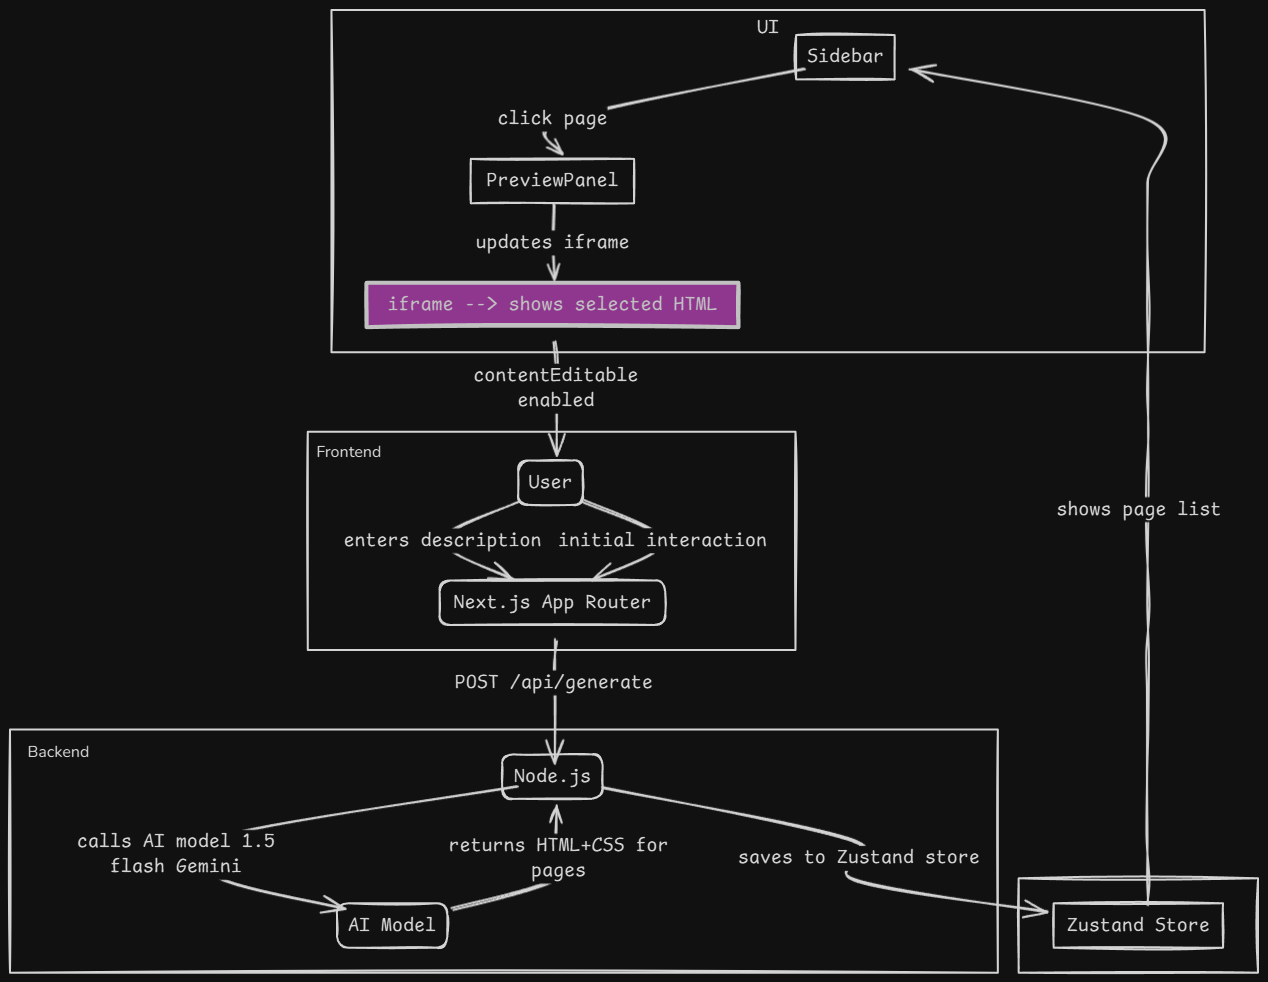 UI
Sidebar
click page
PreviewPanel
updates iframe
iframe --> shows selected HTML
contentEditable
enabled
Frontend
User
enters description
initial interaction
Next.js App Router
shows page list
POST /api/generate
Backend
Node.js
calls AI model 1.5
flash Gemini
returns HTML+CSS for
pages
saves to Zustand store
AI Model
Zustand Store